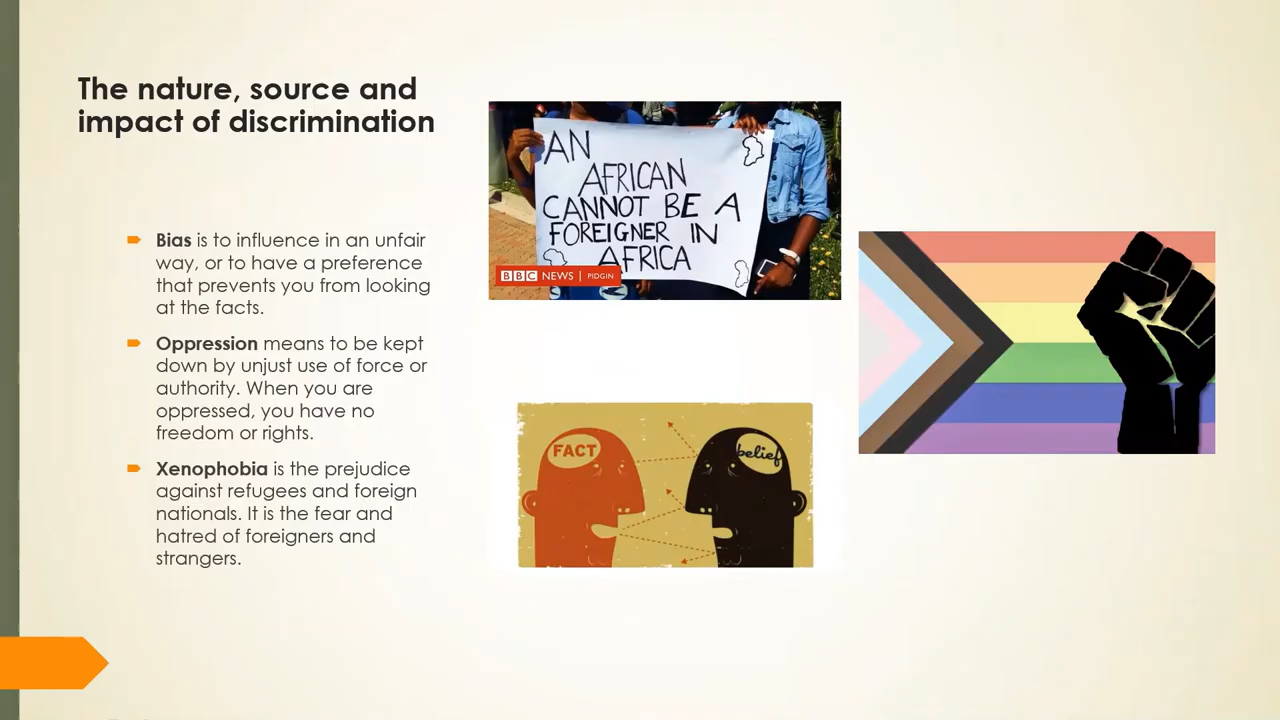 The nature, source and
impact of discrimination
Bias is to influence in an unfair
way, or to have a preference
that prevents you from looking
at the facts.
Oppression means to be kept
down by unjust use of force or
authority. When you are
oppressed, you have no
freedom or rights.
Xenophobia is the prejudice
against refugees and foreign
nationals. It is the fear and
hatred of foreigners and
strangers.
AN
AFRICAN
CANNOT BE A
FOREIGNER IN
AFRICA
BBC NEWS | PIDGIN
FACT
belief